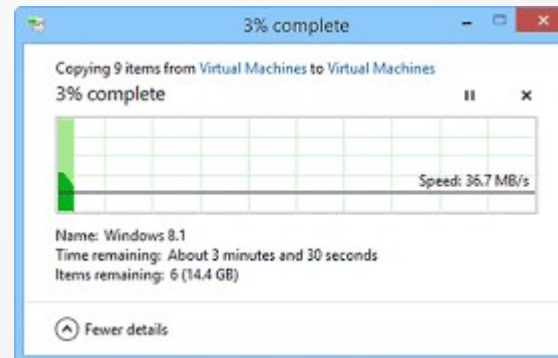 3% complete
Copying 9 items from Virtual Machines to Virtual Machines
3% complete
Speed: 36.7 MB/s
Name: Windows 8.1
Time remaining: About 3 minutes and 30 seconds
Items remaining: 6 (14.4 GB)
Fewer details